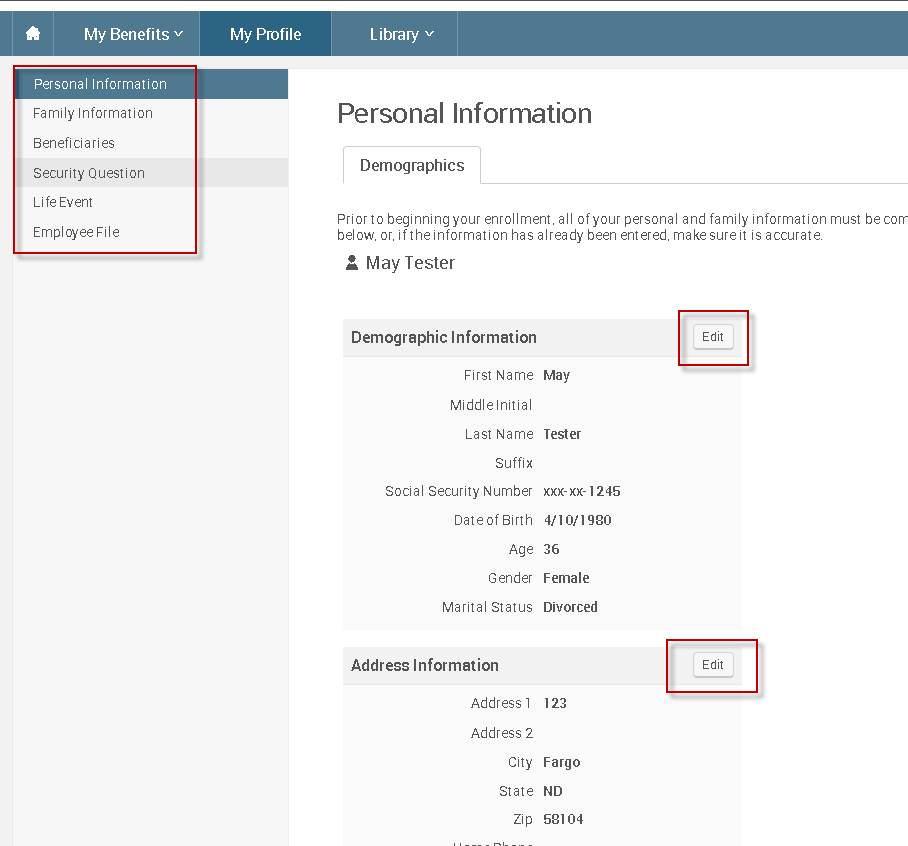 My Benefits
My Profile
Library
Personal Information
Family Information
Beneficiaries
Security Question
Life Event
Employee File
Personal Information
Demographics
Prior to beginning your enrollment, all of your personal and family information must be
below, or, if the information has already been entered, make sure it is accurate.
May Tester
Demographic Information Edit
First Name May
Middle Initial
Last Name Tester
Suffix
Social Security Number xxx-xx-1245
Date of Birth 4/10/1980
Age 36
Gender Female
Marital Status Divorced
Address Information Edit
Address 1 123
Address 2
City Fargo
State ND
Zip 58104